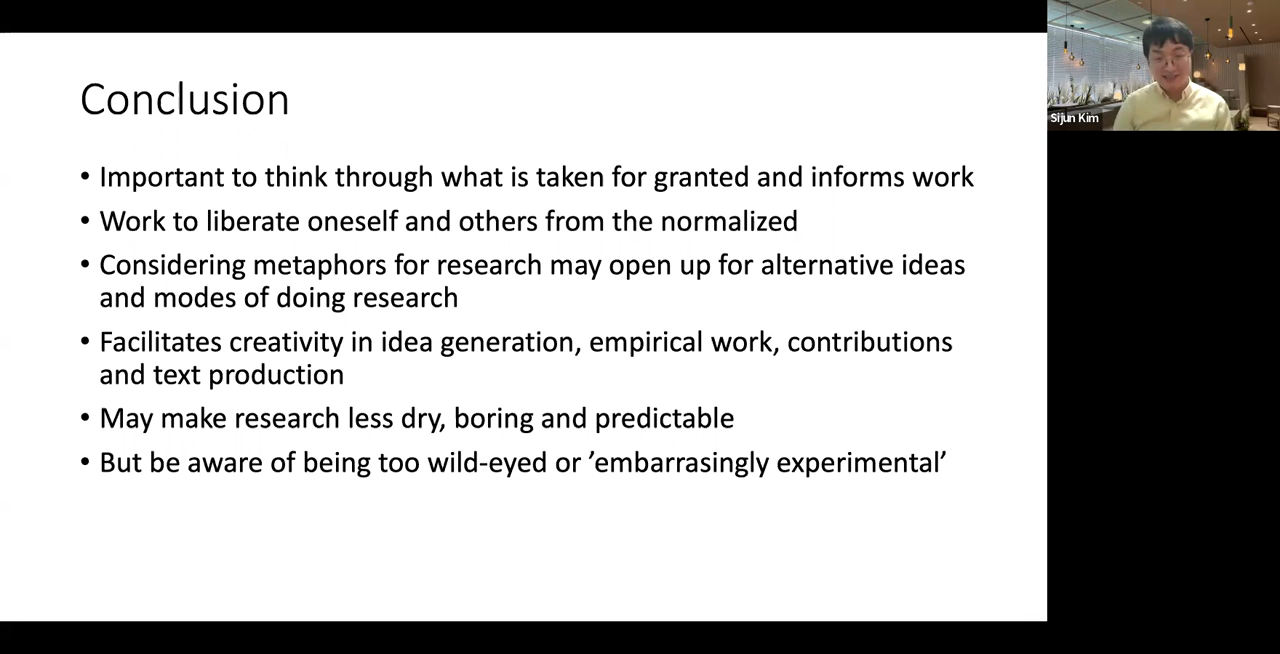 Conclusion
• Important to think through what is taken for granted and informs work
• Work to liberate oneself and others from the normalized
• Considering metaphors for research may open up for alternative ideas
and modes of doing research
• Facilitates creativity in idea generation, empirical work, contributions
and text production
• May make research less dry, boring and predictable
• But be aware of being too wild-eyed or ’embarrasingly experimental’
Sijun Kim